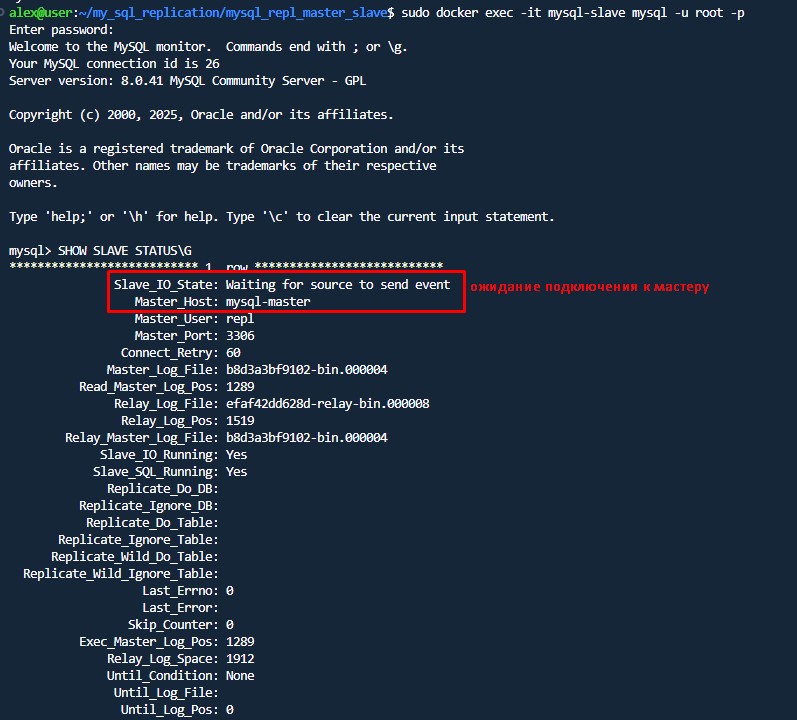 alex@user:~/my_sql_replication/mysql_repl_master_slave$ sudo docker exec -it mysql-slave mysql -u root -p
Enter password:
Welcome to the MySQL monitor.  Commands end with ; or \g.
Your MySQL connection id is 26
Server version: 8.0.41 MySQL Community Server - GPL
Copyright (c) 2000, 2025, Oracle and/or its affiliates.
Oracle is a registered trademark of Oracle Corporation and/or its
affiliates. Other names may be trademarks of their respective
owners.
Type 'help;' or '\h' for help. Type '\c' to clear the current input statement.
mysql> SHOW SLAVE STATUS\G
*************************** 1. row ***************************
Slave_IO_State: Waiting for source to send event
ожидание подключения к мастеру
Master_Host: mysql-master
Master_User: repl
Master_Port: 3306
Connect_Retry: 60
Master_Log_File: b8d3a3bf9102-bin.000004
Read_Master_Log_Pos: 1289
Relay_Log_File: efaf42dd628d-relay-bin.000008
Relay_Log_Pos: 1519
Relay_Master_Log_File: b8d3a3bf9102-bin.000004
Slave_IO_Running: Yes
Slave_SQL_Running: Yes
Replicate_Do_DB:
Replicate_Ignore_DB:
Replicate_Do_Table:
Replicate_Ignore_Table:
Replicate_Wild_Do_Table:
Replicate_Wild_Ignore_Table:
Last_Errno: 0
Last_Error:
Skip_Counter: 0
Exec_Master_Log_Pos: 1289
Relay_Log_Space: 1912
Until_Condition: None
Until_Log_File:
Until_Log_Pos: 0